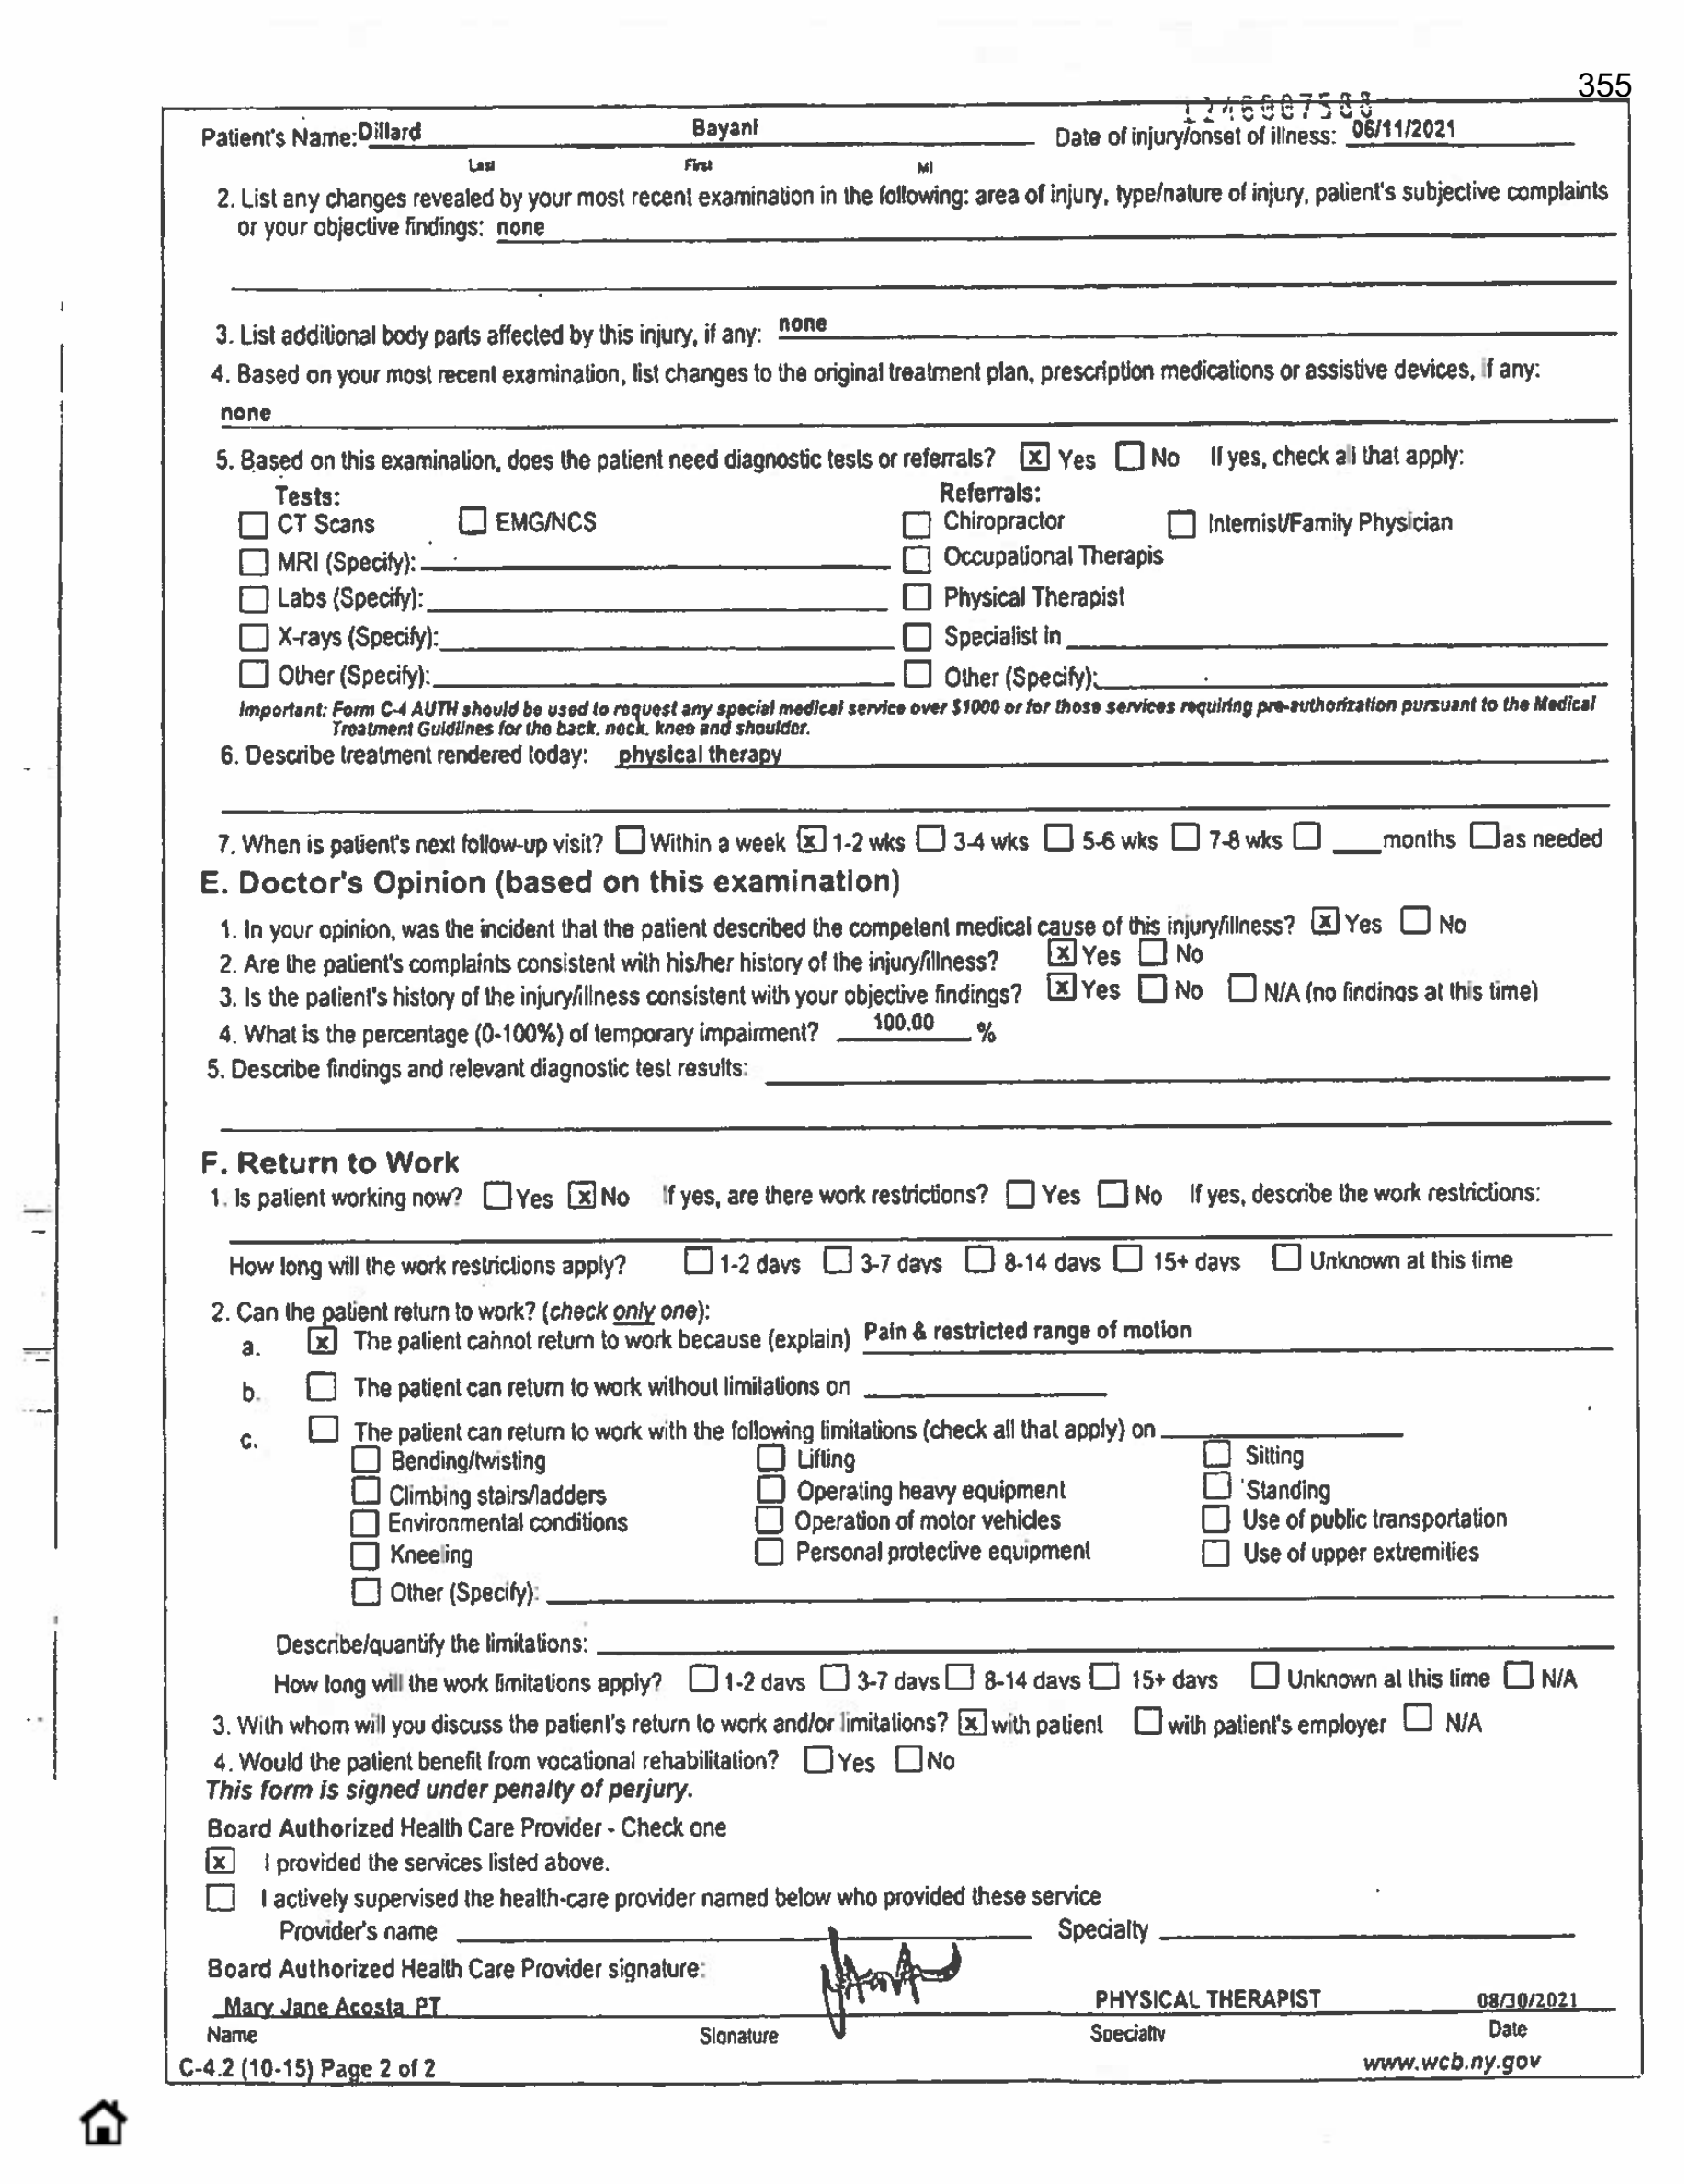 355
1246007588
Patient's Name: Dillard Bayani Date of injury/onset of illness: 06/11/2021
Last First MI
2. List any changes revealed by your most recent examination in the following: area of injury, type/nature of injury, patient's subjective complaints
or your objective findings: none
3. List additional body parts affected by this injury, if any: none
4. Based on your most recent examination, list changes to the original treatment plan, prescription medications or assistive devices, if any:
none
5. Based on this examination, does the patient need diagnostic tests or referrals? [x] Yes [ ] No If yes, check all that apply:
Tests: Referrals:
[ ] CT Scans [ ] EMG/NCS [ ] Chiropractor [ ] Internist/Family Physician
[ ] MRI (Specify): [ ] Occupational Therapis
[ ] Labs (Specify): [ ] Physical Therapist
[ ] X-rays (Specify): [ ] Specialist in
[ ] Other (Specify): [ ] Other (Specify):
Important: Form C-4 AUTH should be used to request any special medical service over $1000 or for those services requiring pre-authorization pursuant to the Medical
Treatment Guidlines for the back, neck, knee and shoulder.
6. Describe treatment rendered today: physical therapy
7. When is patient's next follow-up visit? [ ] Within a week [x] 1-2 wks [ ] 3-4 wks [ ] 5-6 wks [ ] 7-8 wks [ ] ___ months [ ] as needed
E. Doctor's Opinion (based on this examination)
1. In your opinion, was the incident that the patient described the competent medical cause of this injury/illness? [x] Yes [ ] No
2. Are the patient's complaints consistent with his/her history of the injury/illness? [x] Yes [ ] No
3. Is the patient's history of the injury/illness consistent with your objective findings? [x] Yes [ ] No [ ] N/A (no findings at this time)
4. What is the percentage (0-100%) of temporary impairment? 100.00 %
5. Describe findings and relevant diagnostic test results:
F. Return to Work
1. Is patient working now? [ ] Yes [x] No If yes, are there work restrictions? [ ] Yes [ ] No If yes, describe the work restrictions:
How long will the work restrictions apply? [ ] 1-2 days [ ] 3-7 days [ ] 8-14 days [ ] 15+ days [ ] Unknown at this time
2. Can the patient return to work? (check only one):
a. [x] The patient cannot return to work because (explain) Pain & restricted range of motion
b. [ ] The patient can return to work without limitations on
c. [ ] The patient can return to work with the following limitations (check all that apply) on
[ ] Bending/twisting [ ] Lifting [ ] Sitting
[ ] Climbing stairs/ladders [ ] Operating heavy equipment [ ] Standing
[ ] Environmental conditions [ ] Operation of motor vehicles [ ] Use of public transportation
[ ] Kneeling [ ] Personal protective equipment [ ] Use of upper extremities
[ ] Other (Specify):
Describe/quantify the limitations:
How long will the work limitations apply? [ ] 1-2 days [ ] 3-7 days [ ] 8-14 days [ ] 15+ days [ ] Unknown at this time [ ] N/A
3. With whom will you discuss the patient's return to work and/or limitations? [x] with patient [ ] with patient's employer [ ] N/A
4. Would the patient benefit from vocational rehabilitation? [ ] Yes [ ] No
This form is signed under penalty of perjury.
Board Authorized Health Care Provider - Check one
[x] I provided the services listed above.
[ ] I actively supervised the health-care provider named below who provided these service
Provider's name Specialty
Board Authorized Health Care Provider signature:
Mary Jane Acosta PT PHYSICAL THERAPIST 08/30/2021
Name Signature Specialty Date
C-4.2 (10-15) Page 2 of 2 www.wcb.ny.gov